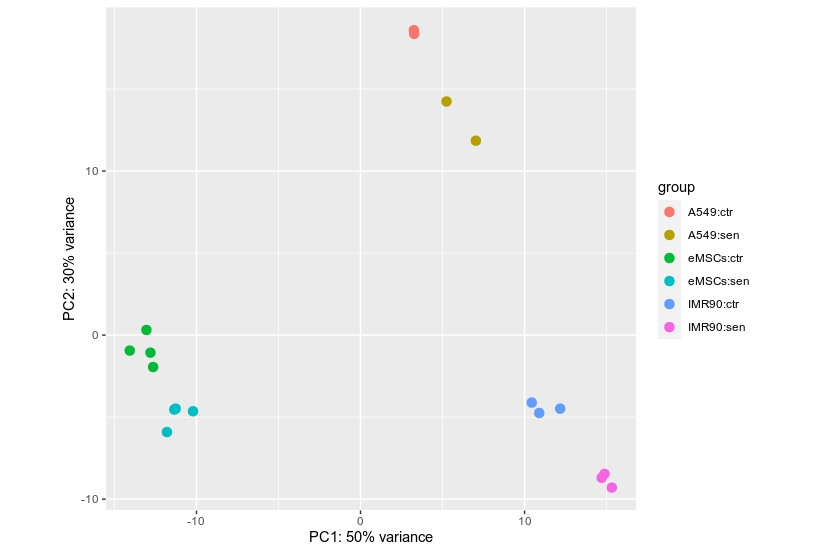 10
0
-10
-10
0
10
PC1: 50% variance
PC2: 30% variance
group
A549:ctr
A549:sen
eMSCs:ctr
eMSCs:sen
IMR90:ctr
IMR90:sen